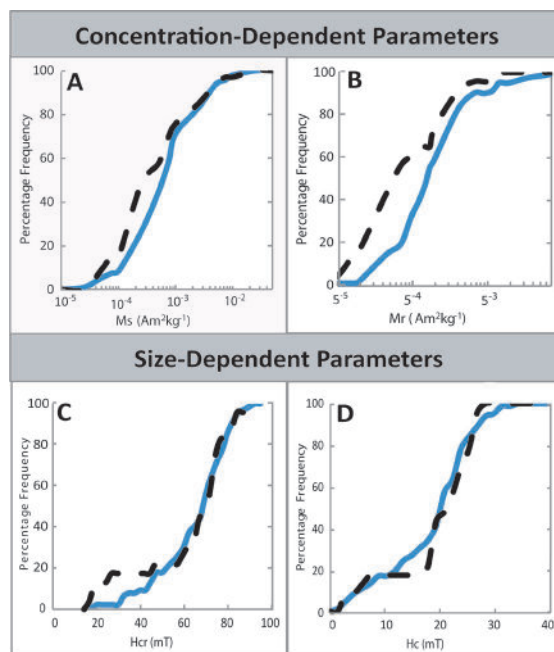 Concentration-Dependent Parameters
A
Percentage Frequency
100
80
60
40
20
0
10-5
10-4
10-3
10-2
Ms (Am2kg-1)
B
Percentage Frequency
100
80
60
40
20
0
5-5
5-4
5-3
Mr ( Am2kg-1)
Size-Dependent Parameters
C
Percentage Frequency
100
80
60
40
20
0
20
40
60
80
100
Hcr (mT)
D
Percentage Frequency
100
80
60
40
20
0
0
10
20
30
40
Hc (mT)